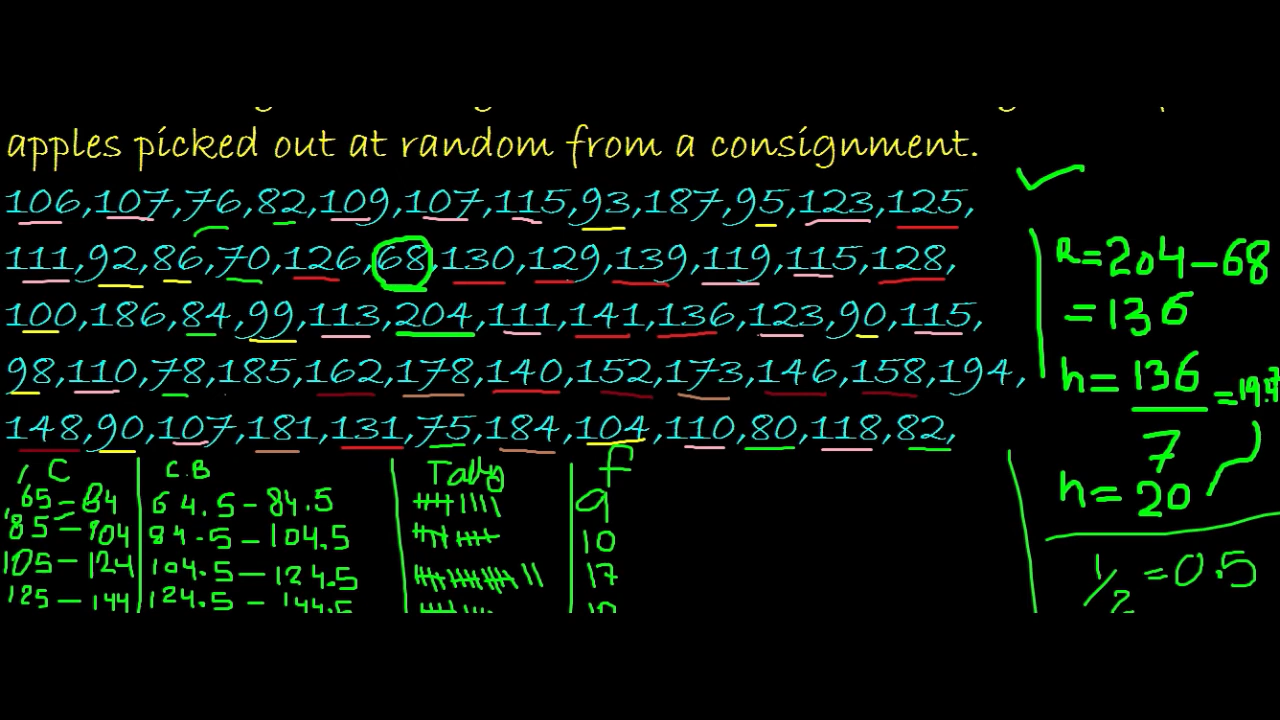 apples picked out at random from a consignment.
106,107,76,82,109,107,115,93,187,95,123,125,
111,92,86,70,126,68,130,129,139,119,115,128,
100,186,84,99,113,204,111,141,136,123,90,115,
98,110,78,185,162,178,140,152,173,146,158,194,
148,90,107,181,131,75,184,104,110,80,118,82,
R=204-68
=136
h=136/7=19.
h=20
1/2=0.5
C C.B Tally f
65-84 64.5-84.5 9
85-104 84.5-104.5 10
105-124 104.5-124.5 17
125-144 124.5-144.5